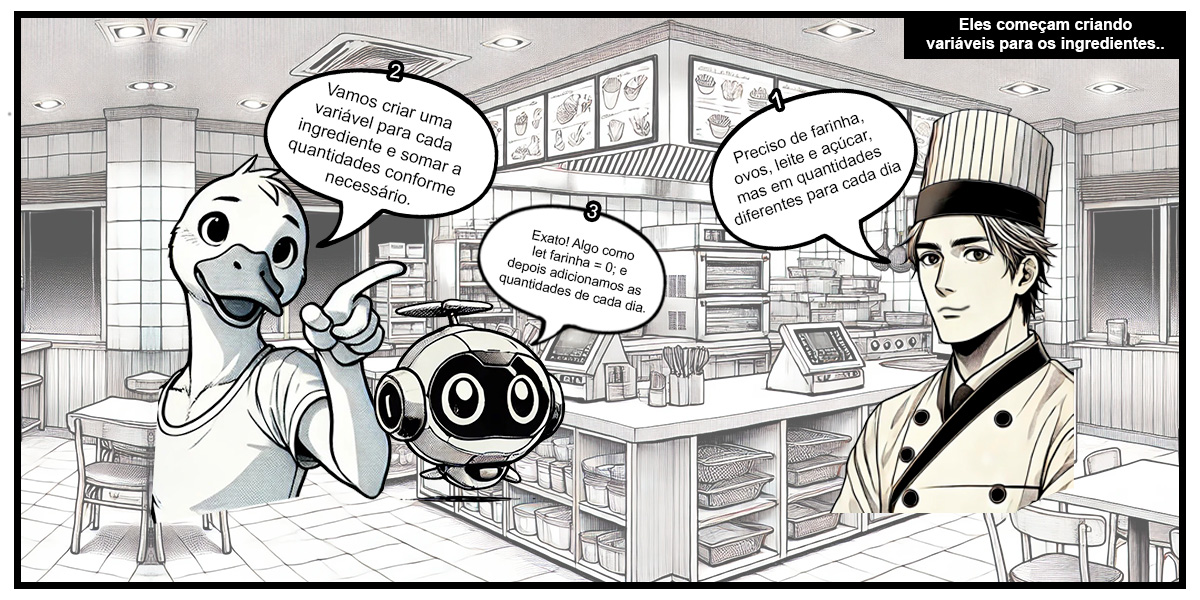 Eles começam criando
variáveis para os ingredientes..
1
Preciso de farinha,
ovos, leite e açúcar,
mas em quantidades
diferentes para cada dia
2
Vamos criar uma
variável para cada
ingrediente e somar a
quantidades conforme
necessário.
3
Exato! Algo como
let farinha = 0; e
depois adicionamos as
quantidades de cada dia.